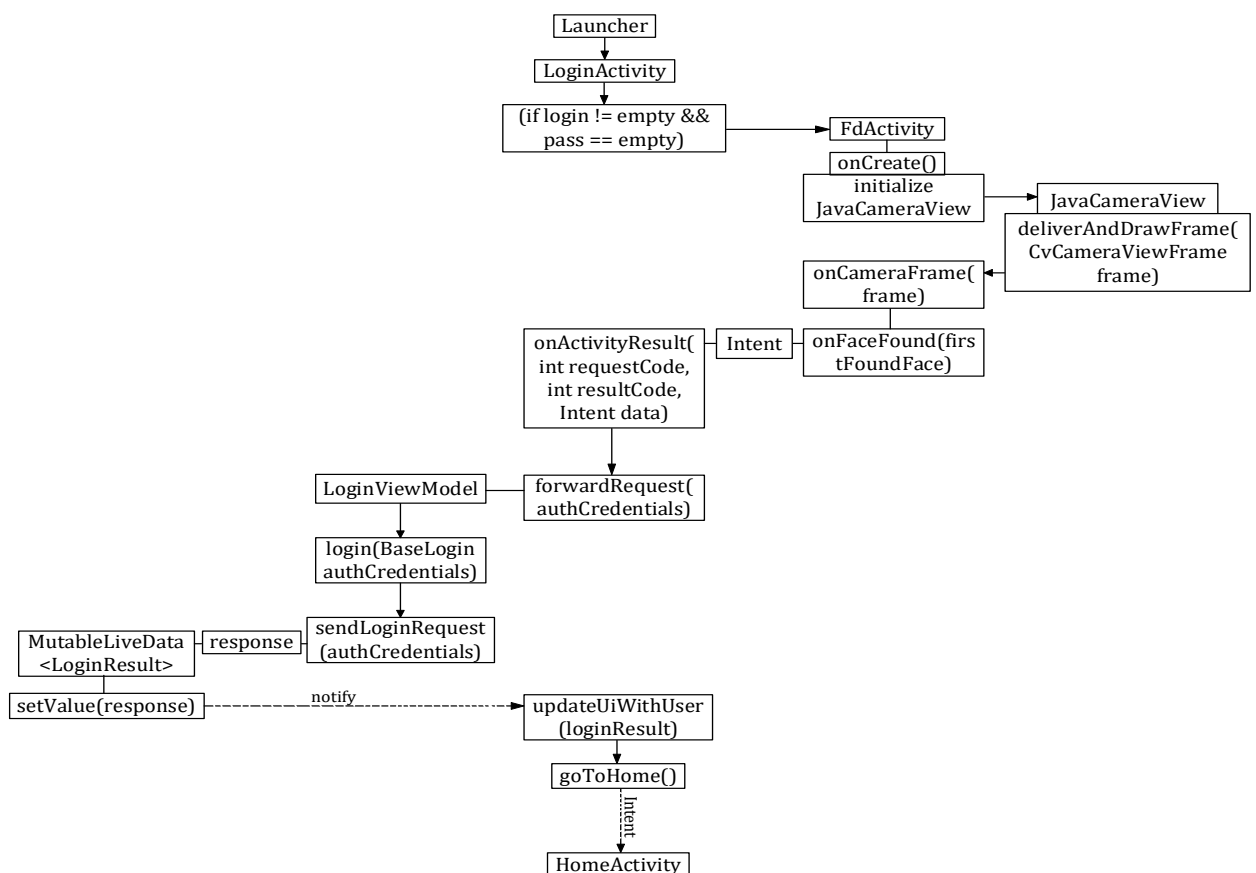 Launcher
LoginActivity
(if login != empty &&
pass == empty)
FdActivity
onCreate()
initialize
JavaCameraView
JavaCameraView
deliverAndDrawFrame(
CvCameraViewFrame
frame)
onCameraFrame(
frame)
onFaceFound(firs
tFoundFace)
Intent
onActivityResult(
int requestCode,
int resultCode,
Intent data)
forwardRequest(
authCredentials)
LoginViewModel
login(BaseLogin
authCredentials)
sendLoginRequest
(authCredentials)
response
MutableLiveData
<LoginResult>
setValue(response)
notify
updateUiWithUser
(loginResult)
goToHome()
Intent
HomeActivity